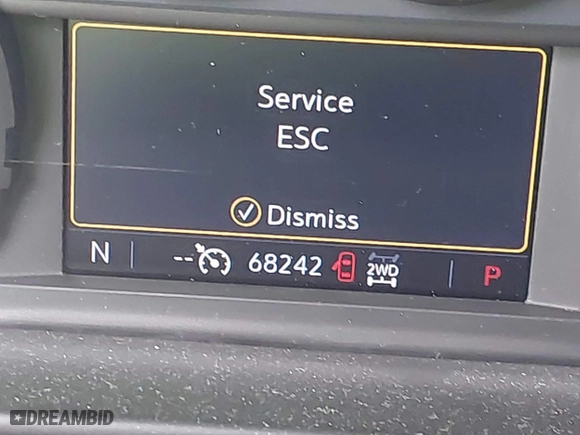 Service
ESC
Dismiss
N -- 68242 2WD P
DREAMBID